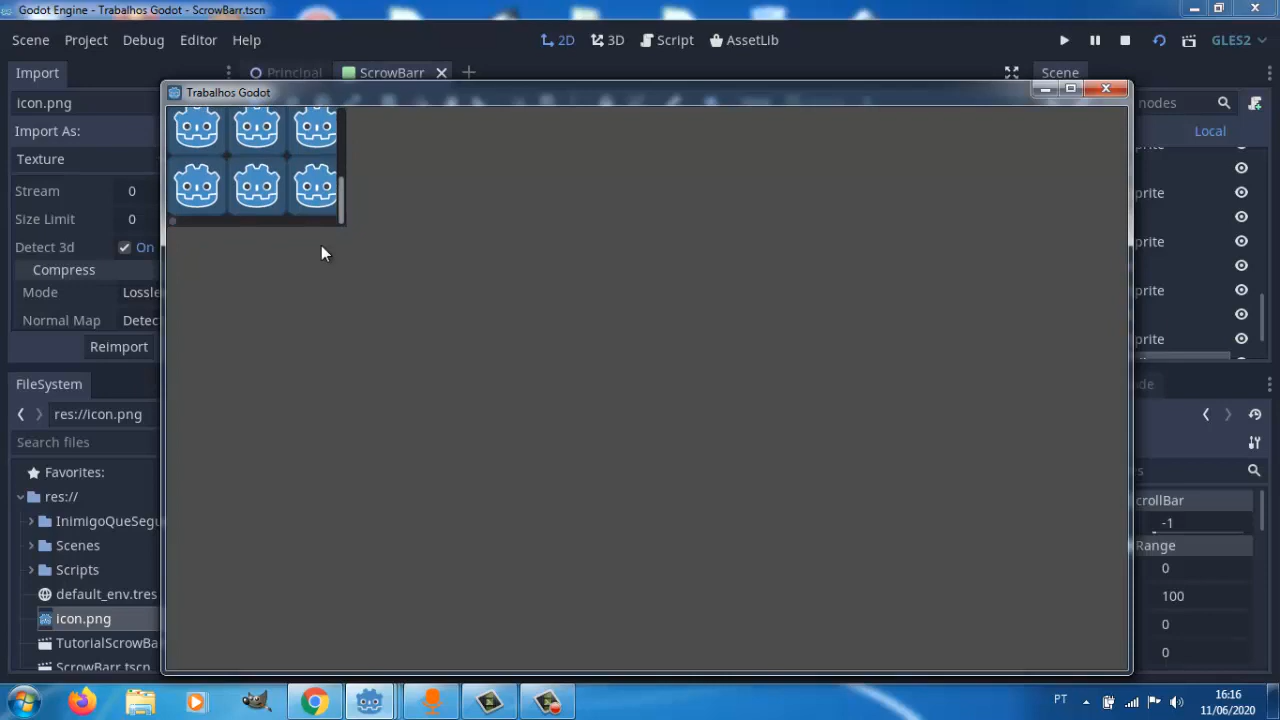 Godot Engine - Trabalhos Godot - ScrowBarr.tscn
Scene Project Debug Editor Help
2D 3D Script AssetLib
GLES2
Import
Principal ScrowBarr
Scene
Trabalhos Godot
icon.png
nodes
Import As:
Local
Texture
Stream 0
prite
Size Limit 0
prite
Detect 3d On
Compress
prite
Mode Lossle
Normal Map Detec
prite
Reimport
FileSystem
de
res://icon.png
Search files
s
Favorites:
res://
crollBar
InimigoQueSegu
-1
Scenes
Range
Scripts
0
default_env.tres
100
icon.png
0
TutorialScrowBa
0
ScrowBarr.tscn
PT
16:16
11/06/2020